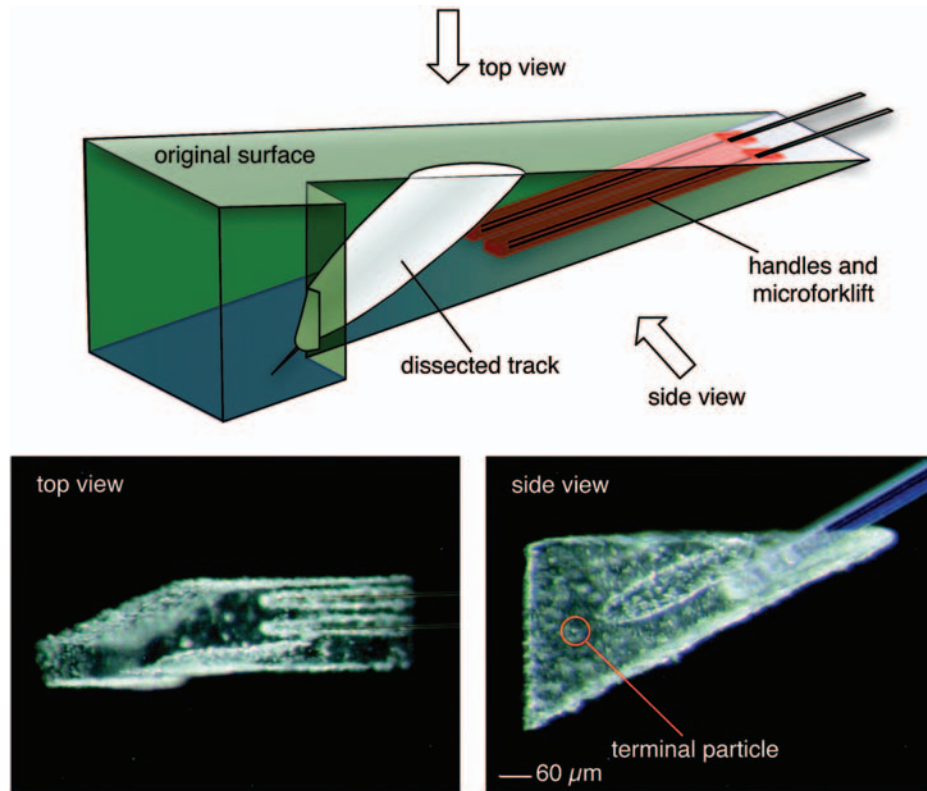 top view
original surface
handles and
microforklift
dissected track
side view
top view
side view
terminal particle
60 μm